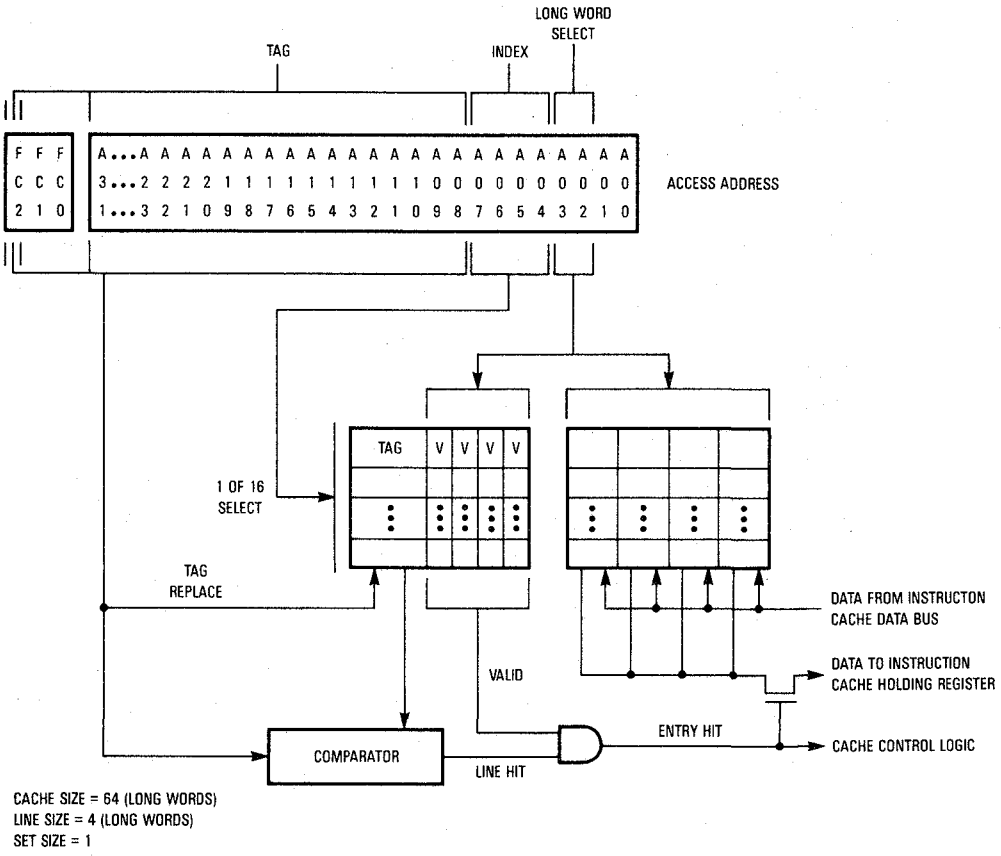 LONG WORD
SELECT
TAG
INDEX
F F F A•••A A A A A A A A A A A A A A A A A A A A A A A A
C C C 3•••2 2 2 2 1 1 1 1 1 1 1 1 1 1 0 0 0 0 0 0 0 0 0 0
2 1 0 1•••3 2 1 0 9 8 7 6 5 4 3 2 1 0 9 8 7 6 5 4 3 2 1 0
ACCESS ADDRESS
TAG V V V V
1 OF 16
SELECT
TAG
REPLACE
DATA FROM INSTRUCTON
CACHE DATA BUS
DATA TO INSTRUCTION
CACHE HOLDING REGISTER
VALID
ENTRY HIT
CACHE CONTROL LOGIC
COMPARATOR
LINE HIT
CACHE SIZE = 64 (LONG WORDS)
LINE SIZE = 4 (LONG WORDS)
SET SIZE = 1